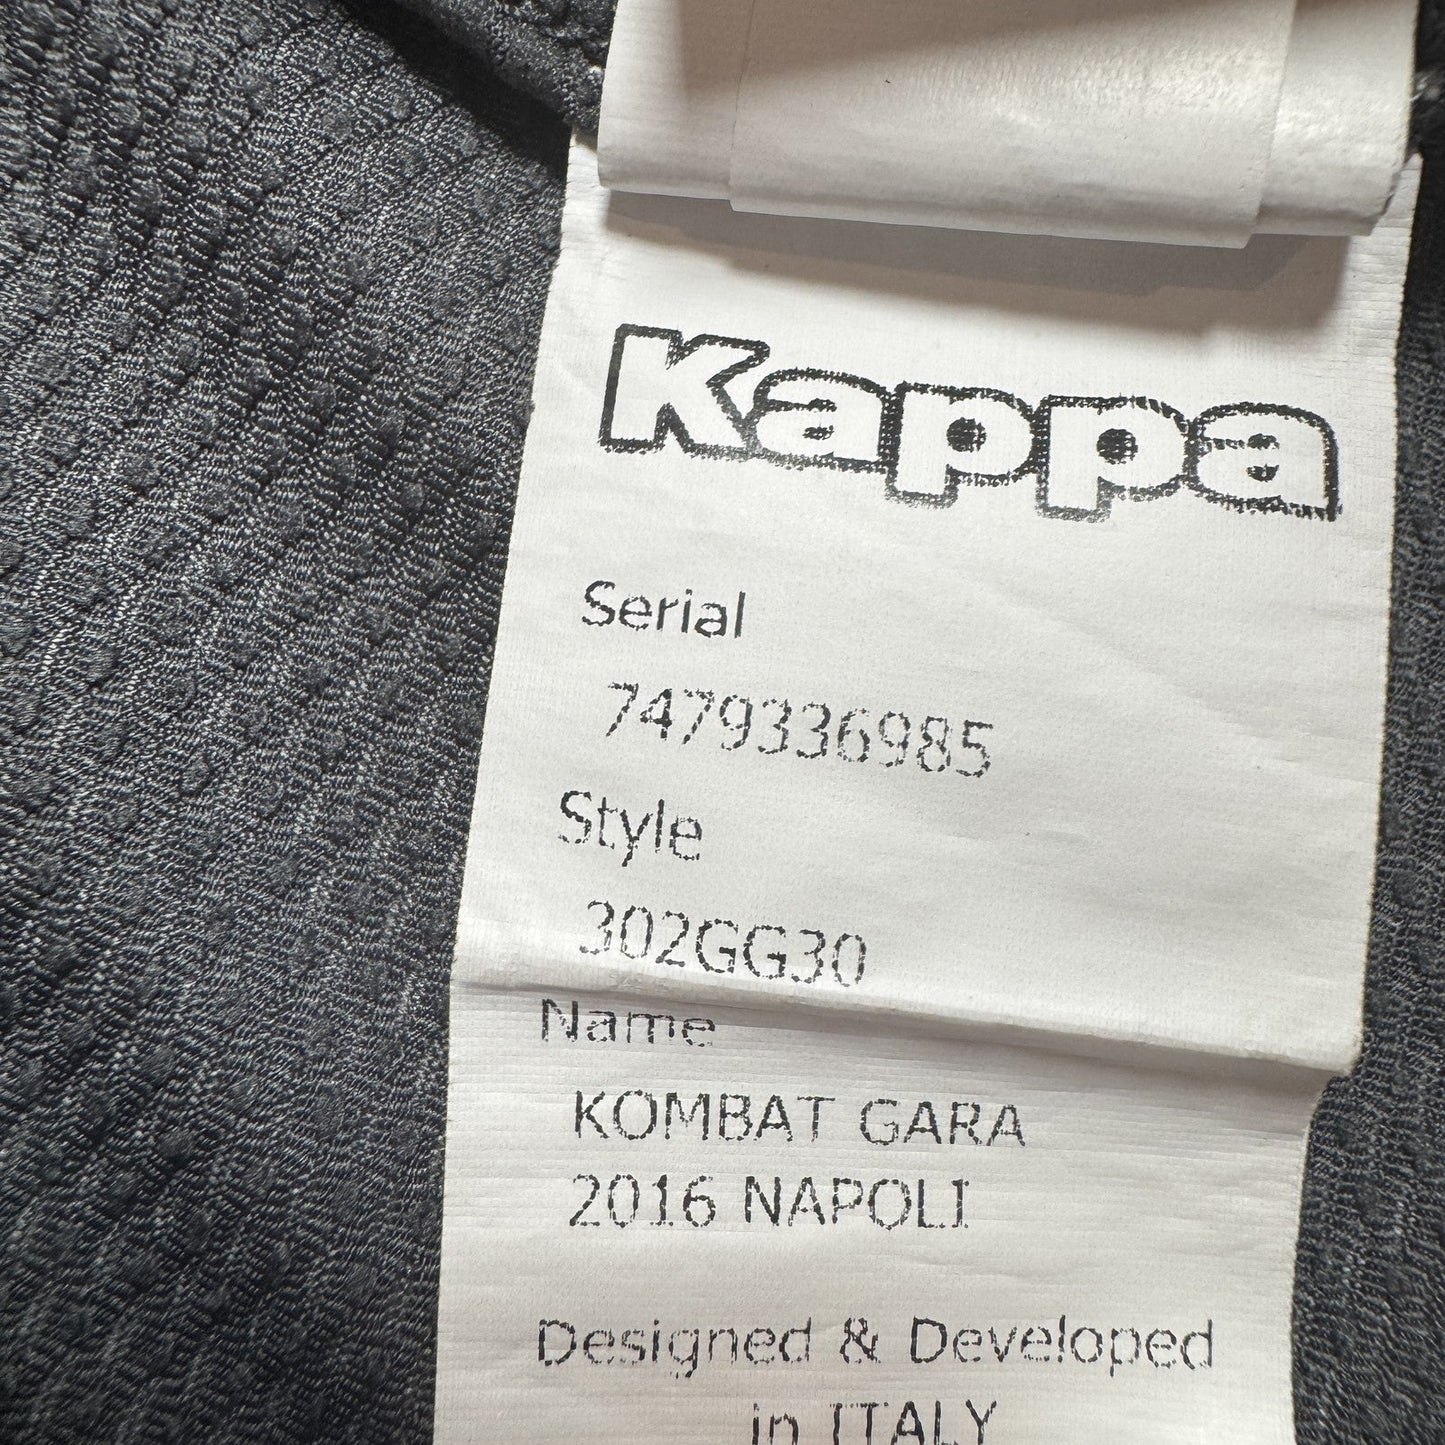 Kappa
Serial
7479336985
Style
302GG30
Name
KOMBAT GARA
2016 NAPOLI
Designed & Developed
in ITALY